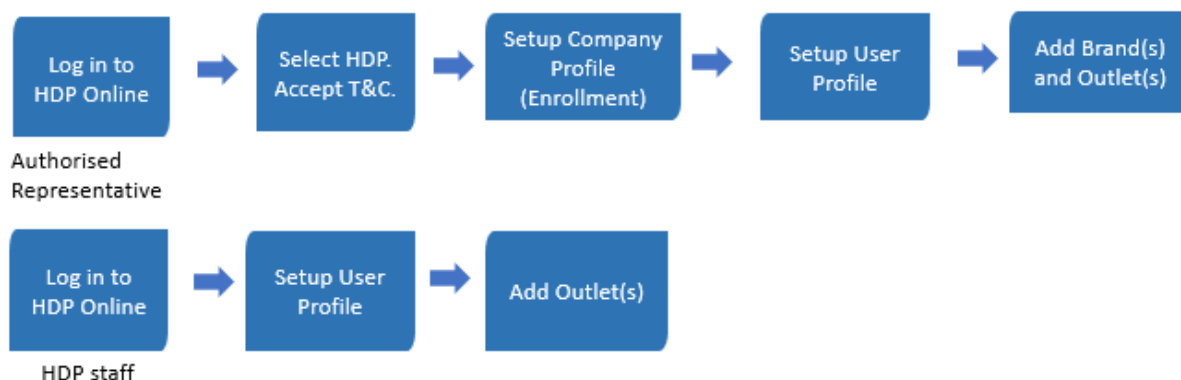 Log in to
HDP Online
Select HDP.
Accept T&C.
Setup Company
Profile
(Enrollment)
Setup User
Profile
Add Brand(s)
and Outlet(s)
Authorised
Representative
Log in to
HDP Online
Setup User
Profile
Add Outlet(s)
HDP staff